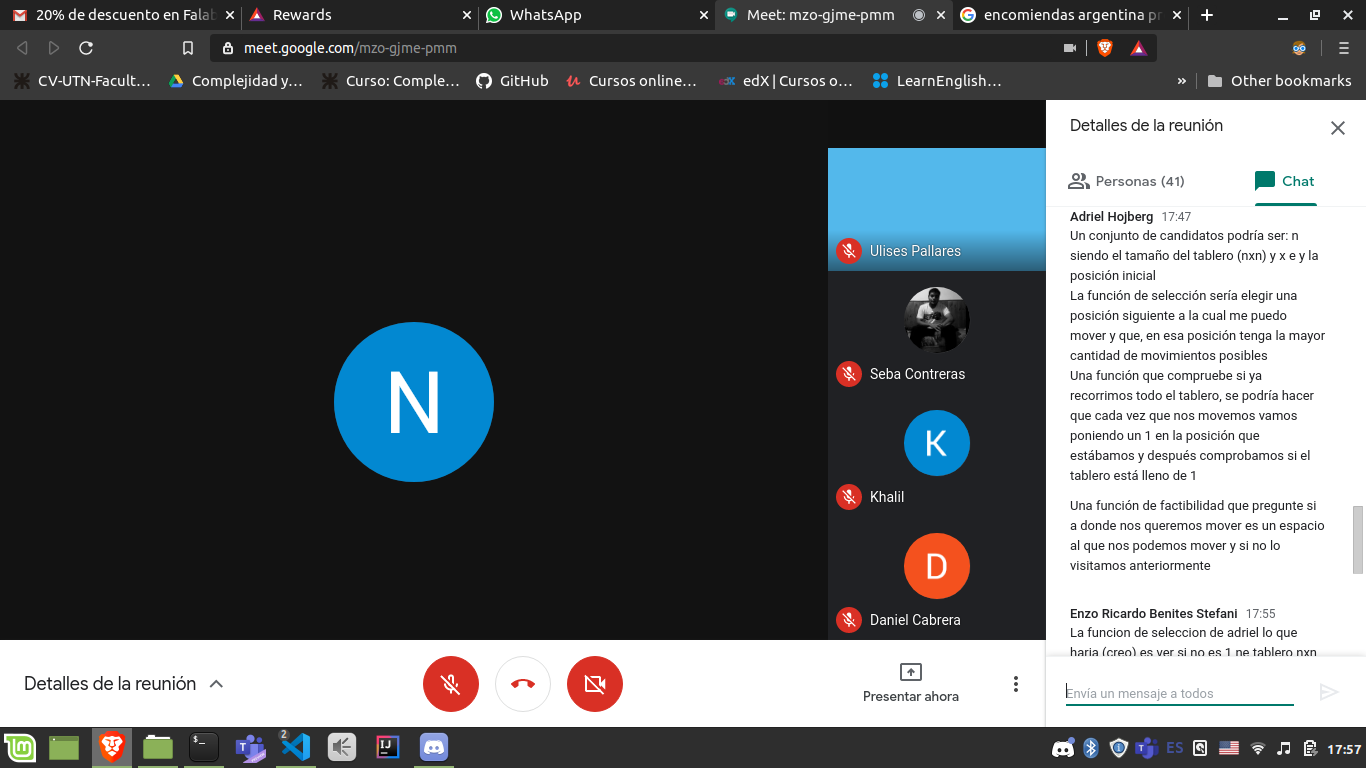 20% de descuento en Falab
Rewards
WhatsApp
Meet: mzo-gjme-pmm
encomiendas argentina pr
meet.google.com/mzo-gjme-pmm
CV-UTN-Facult...
Complejidad y...
Curso: Comple...
GitHub
Cursos online...
edX | Cursos o...
LearnEnglish...
»
Other bookmarks
N
Ulises Pallares
Seba Contreras
K
Khalil
D
Daniel Cabrera
Detalles de la reunión
Personas (41)
Chat
Adriel Hojberg 17:47
Un conjunto de candidatos podría ser: n
siendo el tamaño del tablero (nxn) y x e y la
posición inicial
La función de selección sería elegir una
posición siguiente a la cual me puedo
mover y que, en esa posición tenga la mayor
cantidad de movimientos posibles
Una función que compruebe si ya
recorrimos todo el tablero, se podría hacer
que cada vez que nos movemos vamos
poniendo un 1 en la posición que
estábamos y después comprobamos si el
tablero está lleno de 1
Una función de factibilidad que pregunte si
a donde nos queremos mover es un espacio
al que nos podemos mover y si no lo
visitamos anteriormente
Enzo Ricardo Benites Stefani 17:55
La funcion de seleccion de adriel lo que
haria (creo) es ver si no es 1 ne tablero nxn
Envía un mensaje a todos
Detalles de la reunión
Presentar ahora
2
ES
17:57